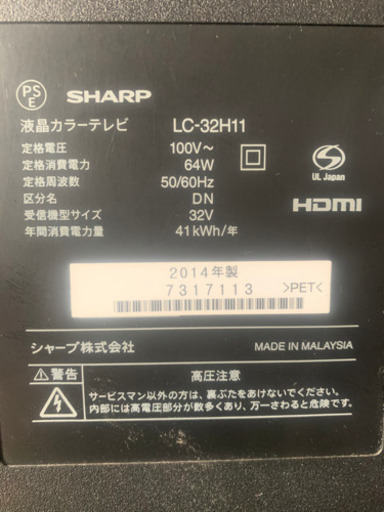 PS
E
SHARP
液晶カラーテレビ LC-32H11
定格電圧 100V～
定格消費電力 64W
定格周波数 50/60Hz
区分名 DN
受信機型サイズ 32V
年間消費電力量 41kWh/年
S
UL Japan
HDMI
2014年製
7317113
>PET<
シャープ株式会社 MADE IN MALAYSIA
⚠警告 高圧注意
サービスマン以外の方は、裏ぶたをあけないでください。
内部には高電圧部分が数多くあり、万一さわると危険です。